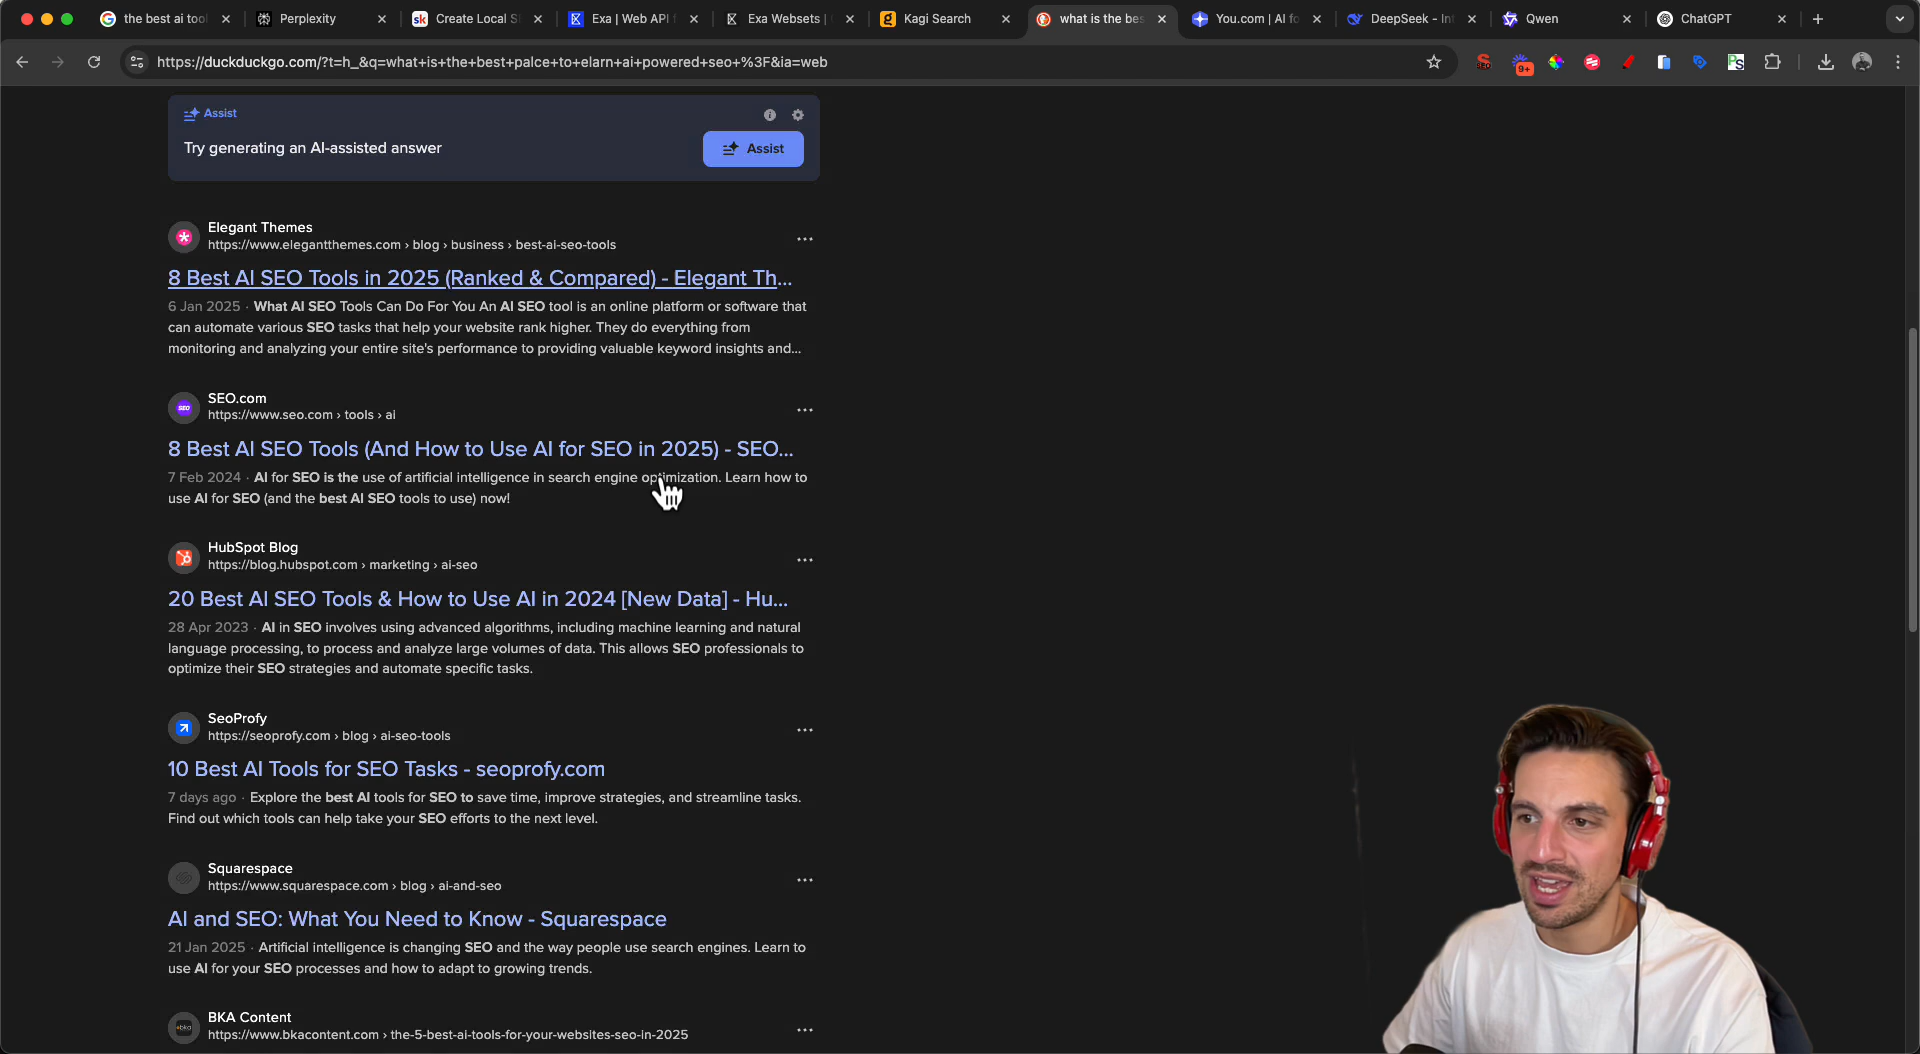 the best ai tool
Perplexity
Create Local S
Exa | Web API f
Exa Websets |
Kagi Search
what is the bes
You.com | AI fo
DeepSeek - Int
Qwen
ChatGPT
https://duckduckgo.com/?t=h_&q=what+is+the+best+palce+to+elarn+ai+powered+seo+%3F&ia=web
9+
Assist
Try generating an AI-assisted answer
Assist
Elegant Themes
https://www.elegantthemes.com › blog › business › best-ai-seo-tools
8 Best AI SEO Tools in 2025 (Ranked & Compared) - Elegant Th...
6 Jan 2025 · What AI SEO Tools Can Do For You An AI SEO tool is an online platform or software that
can automate various SEO tasks that help your website rank higher. They do everything from
monitoring and analyzing your entire site's performance to providing valuable keyword insights and...
SEO.com
https://www.seo.com › tools › ai
8 Best AI SEO Tools (And How to Use AI for SEO in 2025) - SEO...
7 Feb 2024 · AI for SEO is the use of artificial intelligence in search engine optimization. Learn how to
use AI for SEO (and the best AI SEO tools to use) now!
HubSpot Blog
https://blog.hubspot.com › marketing › ai-seo
20 Best AI SEO Tools & How to Use AI in 2024 [New Data] - Hu...
28 Apr 2023 · AI in SEO involves using advanced algorithms, including machine learning and natural
language processing, to process and analyze large volumes of data. This allows SEO professionals to
optimize their SEO strategies and automate specific tasks.
SeoProfy
https://seoprofy.com › blog › ai-seo-tools
10 Best AI Tools for SEO Tasks - seoprofy.com
7 days ago · Explore the best AI tools for SEO to save time, improve strategies, and streamline tasks.
Find out which tools can help take your SEO efforts to the next level.
Squarespace
https://www.squarespace.com › blog › ai-and-seo
AI and SEO: What You Need to Know - Squarespace
21 Jan 2025 · Artificial intelligence is changing SEO and the way people use search engines. Learn to
use AI for your SEO processes and how to adapt to growing trends.
BKA Content
https://www.bkacontent.com › the-5-best-ai-tools-for-your-websites-seo-in-2025